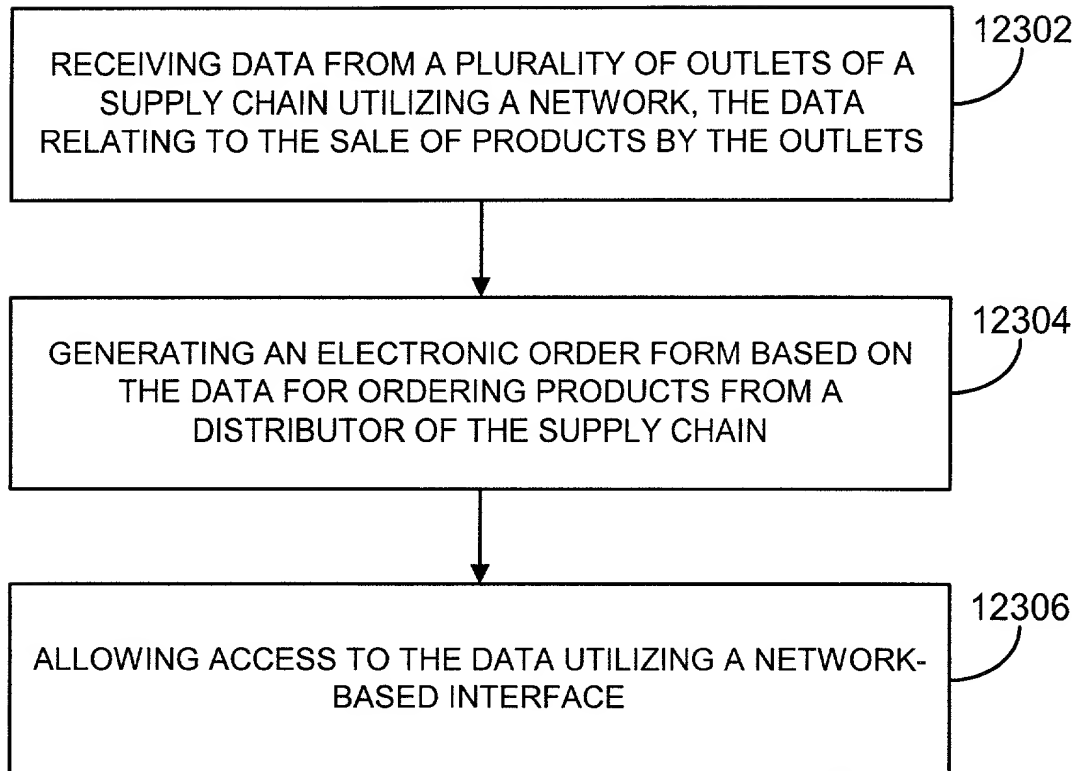 12302
RECEIVING DATA FROM A PLURALITY OF OUTLETS OF A
SUPPLY CHAIN UTILIZING A NETWORK, THE DATA
RELATING TO THE SALE OF PRODUCTS BY THE OUTLETS
12304
GENERATING AN ELECTRONIC ORDER FORM BASED ON
THE DATA FOR ORDERING PRODUCTS FROM A
DISTRIBUTOR OF THE SUPPLY CHAIN
12306
ALLOWING ACCESS TO THE DATA UTILIZING A NETWORK-
BASED INTERFACE